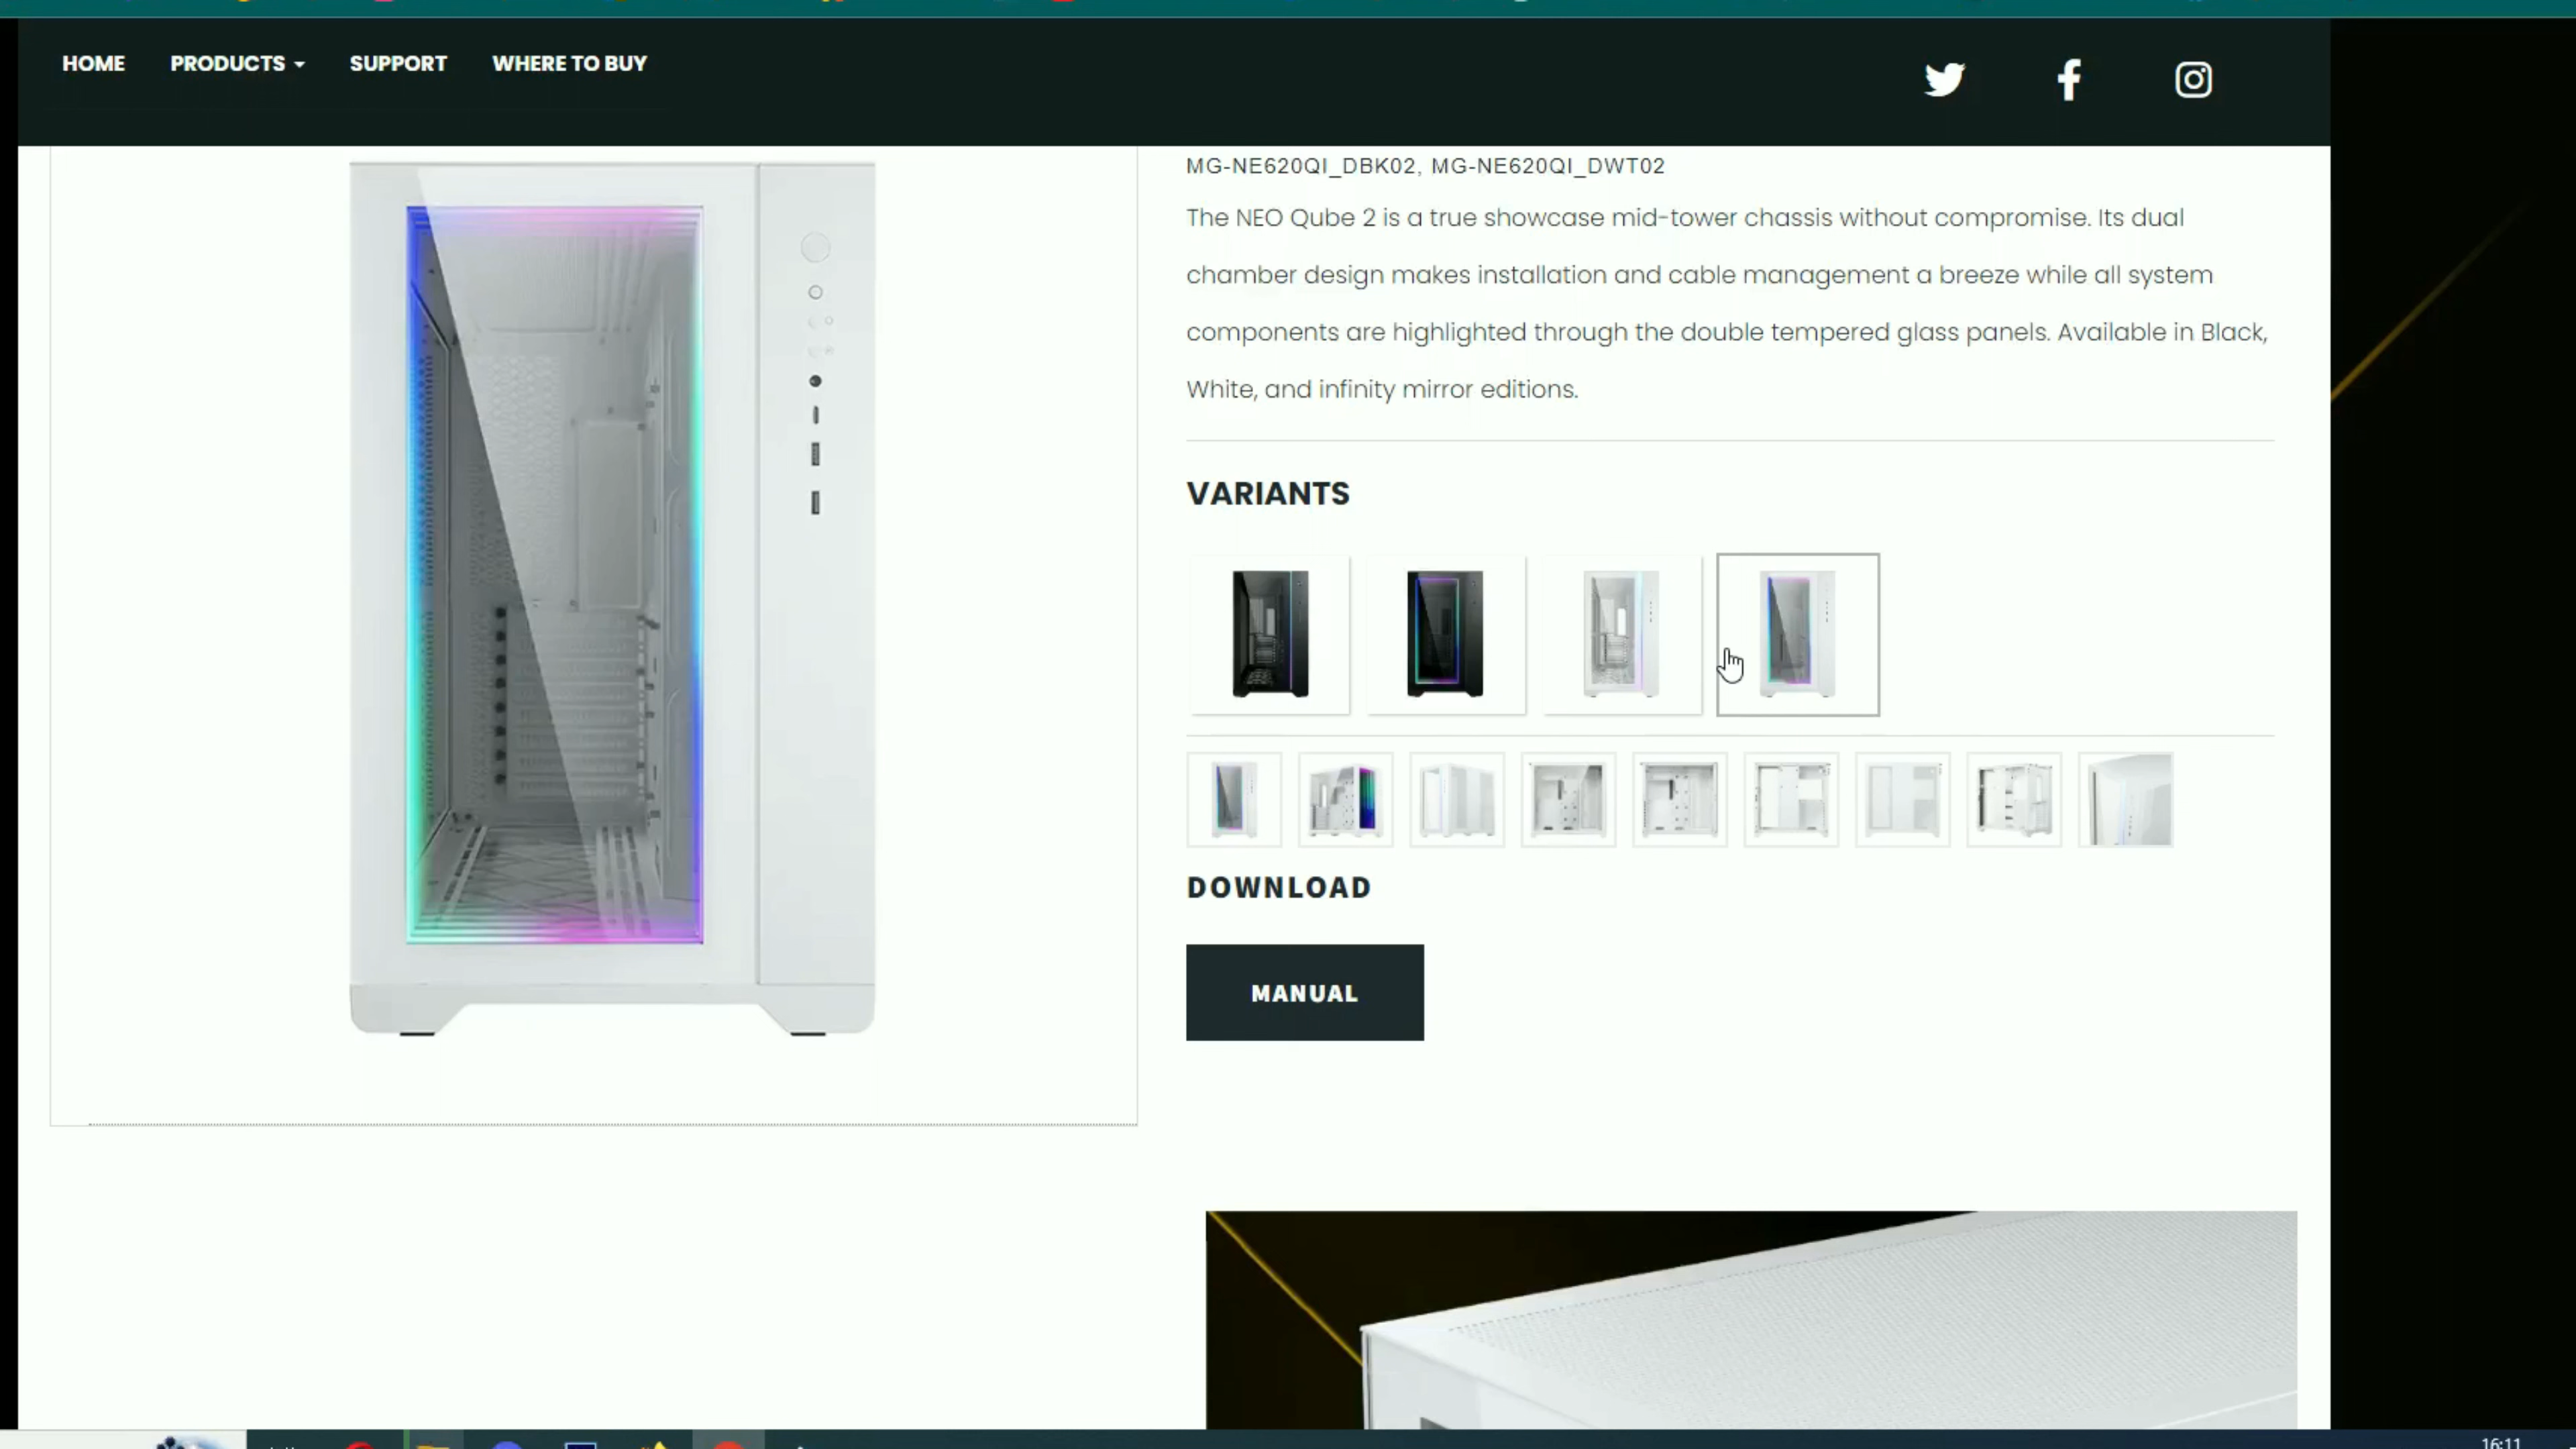 HOME PRODUCTS SUPPORT WHERE TO BUY
MG-NE620QI_DBK02, MG-NE620QI_DWT02
The NEO Qube 2 is a true showcase mid-tower chassis without compromise. Its dual
chamber design makes installation and cable management a breeze while all system
components are highlighted through the double tempered glass panels. Available in Black,
White, and infinity mirror editions.
VARIANTS
DOWNLOAD
MANUAL
16:11